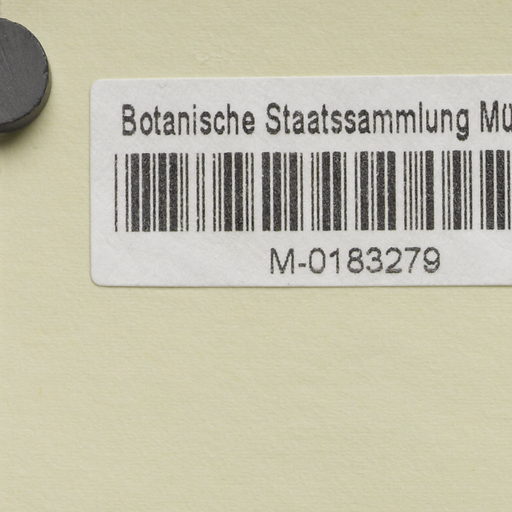 Botanische Staatssammlung Mü
M-0183279